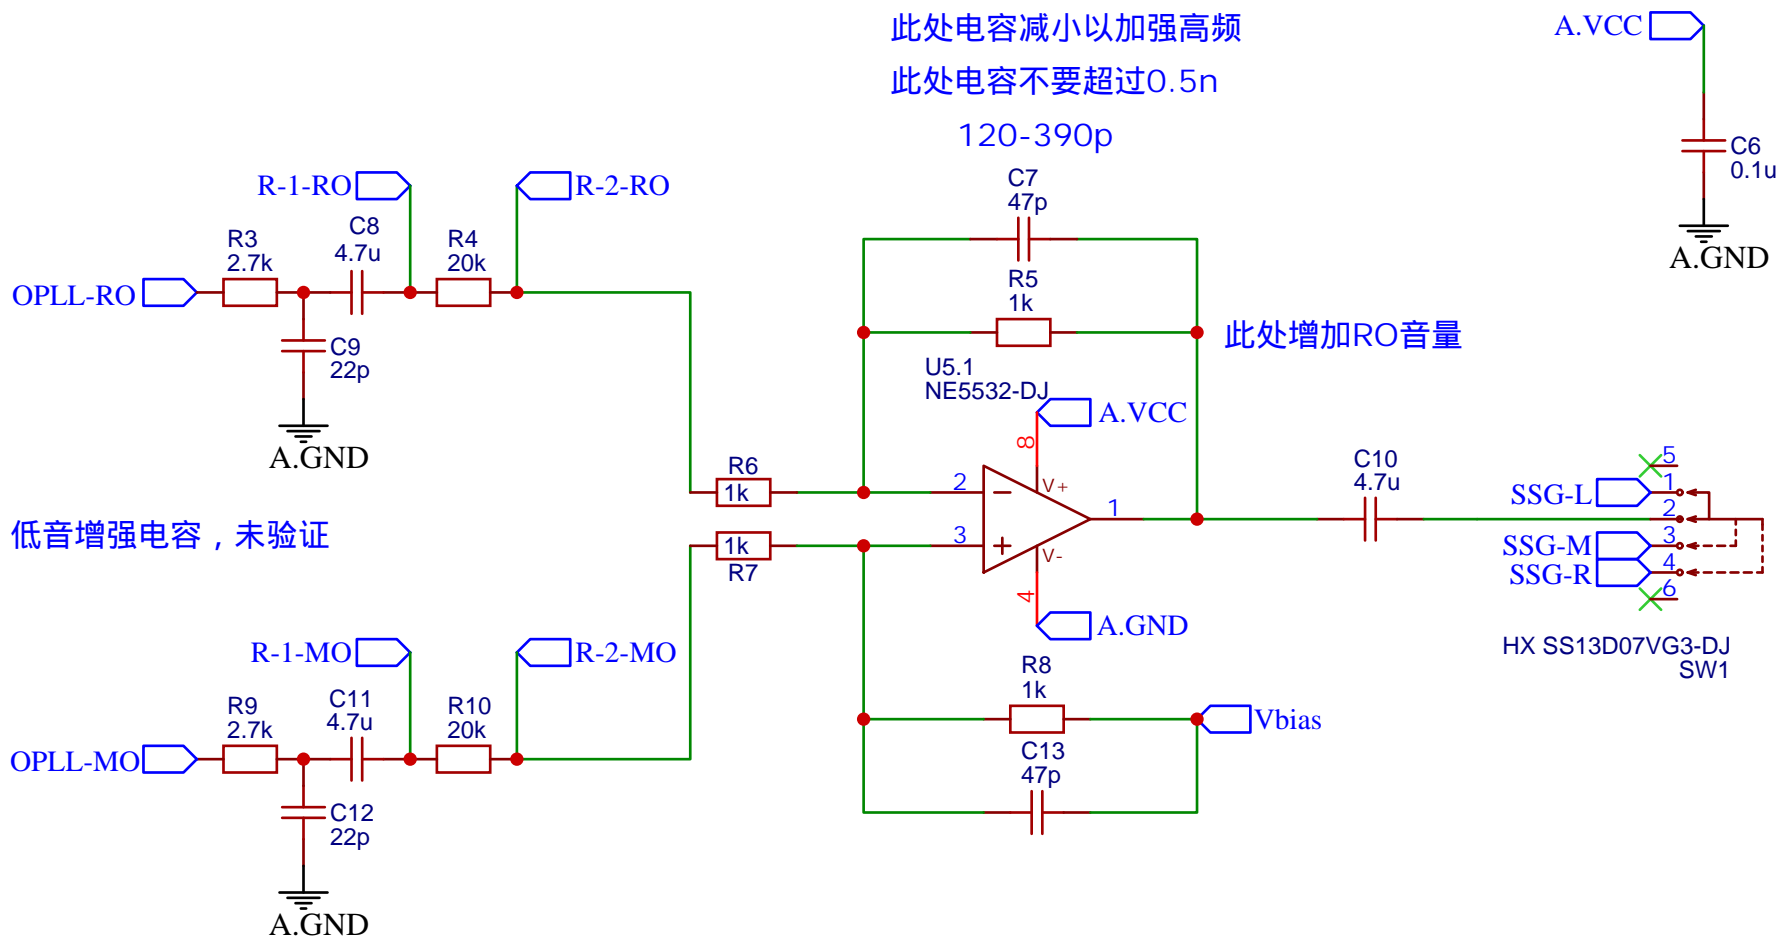 此处电容减小以加强高频
此处电容不要超过0.5n
120-390p
A.VCC
C6
0.1u
A.GND
R-1-RO
R-2-RO
C7
47p
R3
2.7k
C8
4.7u
R4
20k
OPLL-RO
R5
1k
此处增加RO音量
C9
22p
A.GND
U5.1
NE5532-DJ
A.VCC
8
V+
R6
1k
2
3
1
V-
4
A.GND
1k
R7
C10
4.7u
5
SSG-L
1
2
SSG-M
3
SSG-R
4
6
HX SS13D07VG3-DJ
SW1
低音增强电容，未验证
R-1-MO
R-2-MO
R8
1k
Vbias
R9
2.7k
C11
4.7u
R10
20k
OPLL-MO
C13
47p
C12
22p
A.GND